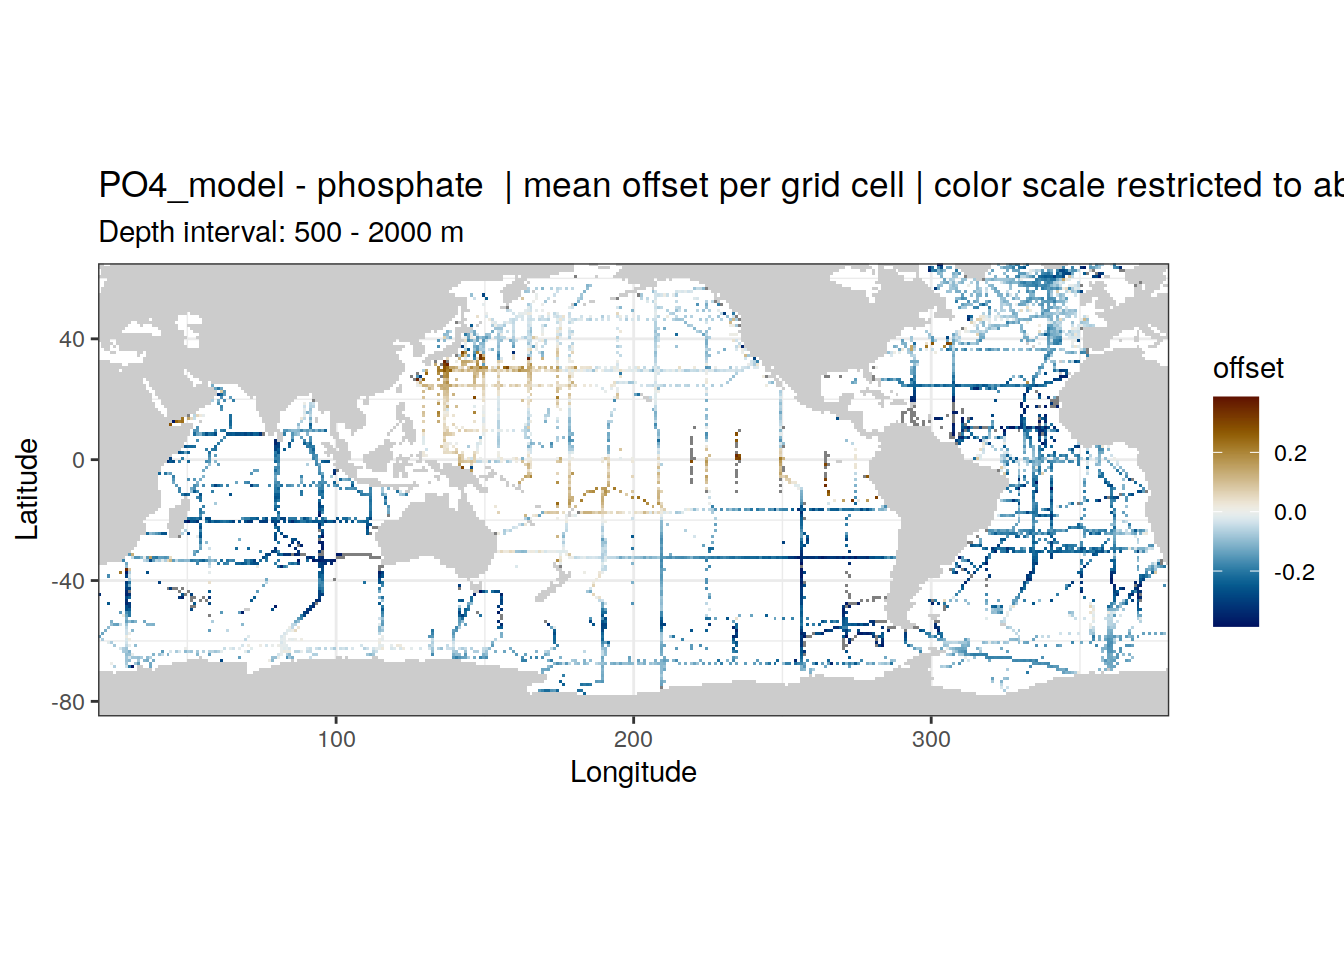 PO4_model - phosphate | mean offset per grid cell | color scale restricted to
Depth interval: 500 - 2000 m
offset
0.2
0.0
-0.2
Latitude
40
0
-40
-80
100
200
300
Longitude